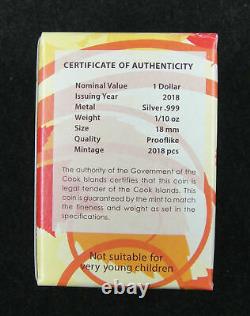 CERTIFICATE OF AUTHENTICITY
Nominal Value 1 Dollar
Issuing Year 2018
Metal Silver .999
Weight 1/10 oz
Size 18 mm
Quality Prooflike
Mintage 2018 pcs
The authority of the Government of the
Cook Islands certifies that this coin is
legal tender of the Cook Islands. This
coin is guaranteed by the mint to match
the fineness and weight as set in the
specifications.
Not suitable for
very young children